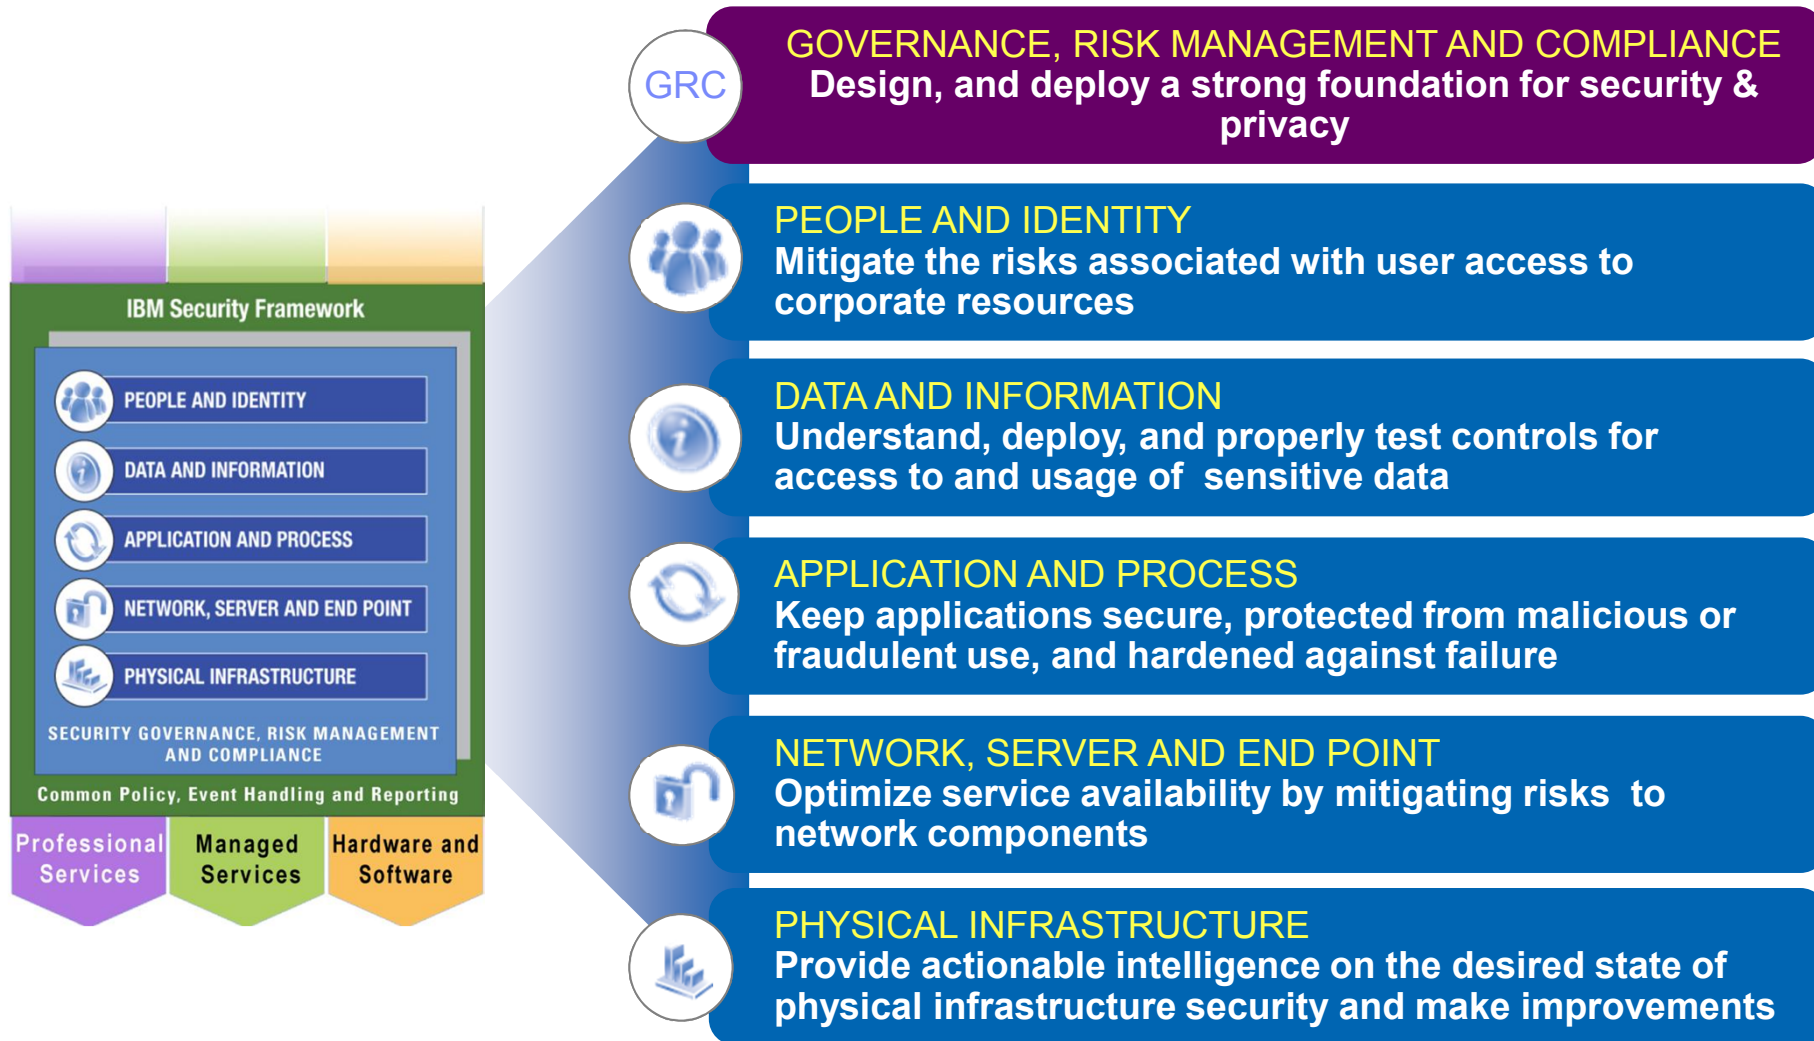 IBM Security Framework
PEOPLE AND IDENTITY
DATA AND INFORMATION
APPLICATION AND PROCESS
NETWORK, SERVER AND END POINT
PHYSICAL INFRASTRUCTURE
SECURITY GOVERNANCE, RISK MANAGEMENT
AND COMPLIANCE
Common Policy, Event Handling and Reporting
Professional
Services
Managed
Services
Hardware and
Software
GRC
GOVERNANCE, RISK MANAGEMENT AND COMPLIANCE
Design, and deploy a strong foundation for security &
privacy
PEOPLE AND IDENTITY
Mitigate the risks associated with user access to
corporate resources
DATA AND INFORMATION
Understand, deploy, and properly test controls for
access to and usage of  sensitive data
APPLICATION AND PROCESS
Keep applications secure, protected from malicious or
fraudulent use, and hardened against failure
NETWORK, SERVER AND END POINT
Optimize service availability by mitigating risks  to
network components
PHYSICAL INFRASTRUCTURE
Provide actionable intelligence on the desired state of
physical infrastructure security and make improvements